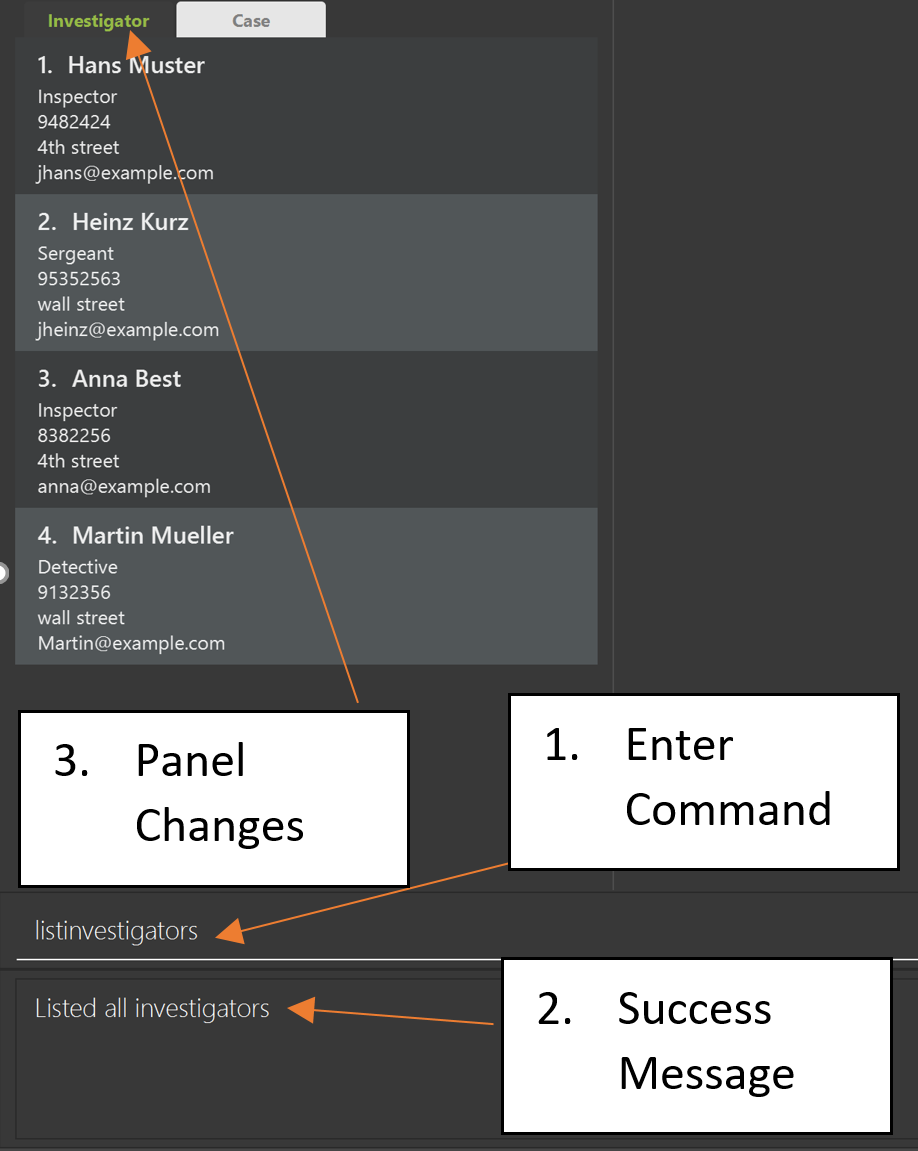 Investigator Case
1. Hans Muster
Inspector
9482424
4th street
jhans@example.com
2. Heinz Kurz
Sergeant
95352563
wall street
jheinz@example.com
3. Anna Best
Inspector
8382256
4th street
anna@example.com
4. Martin Mueller
Detective
9132356
wall street
Martin@example.com
3. Panel
Changes
1. Enter
Command
listinvestigators
Listed all investigators
2. Success
Message